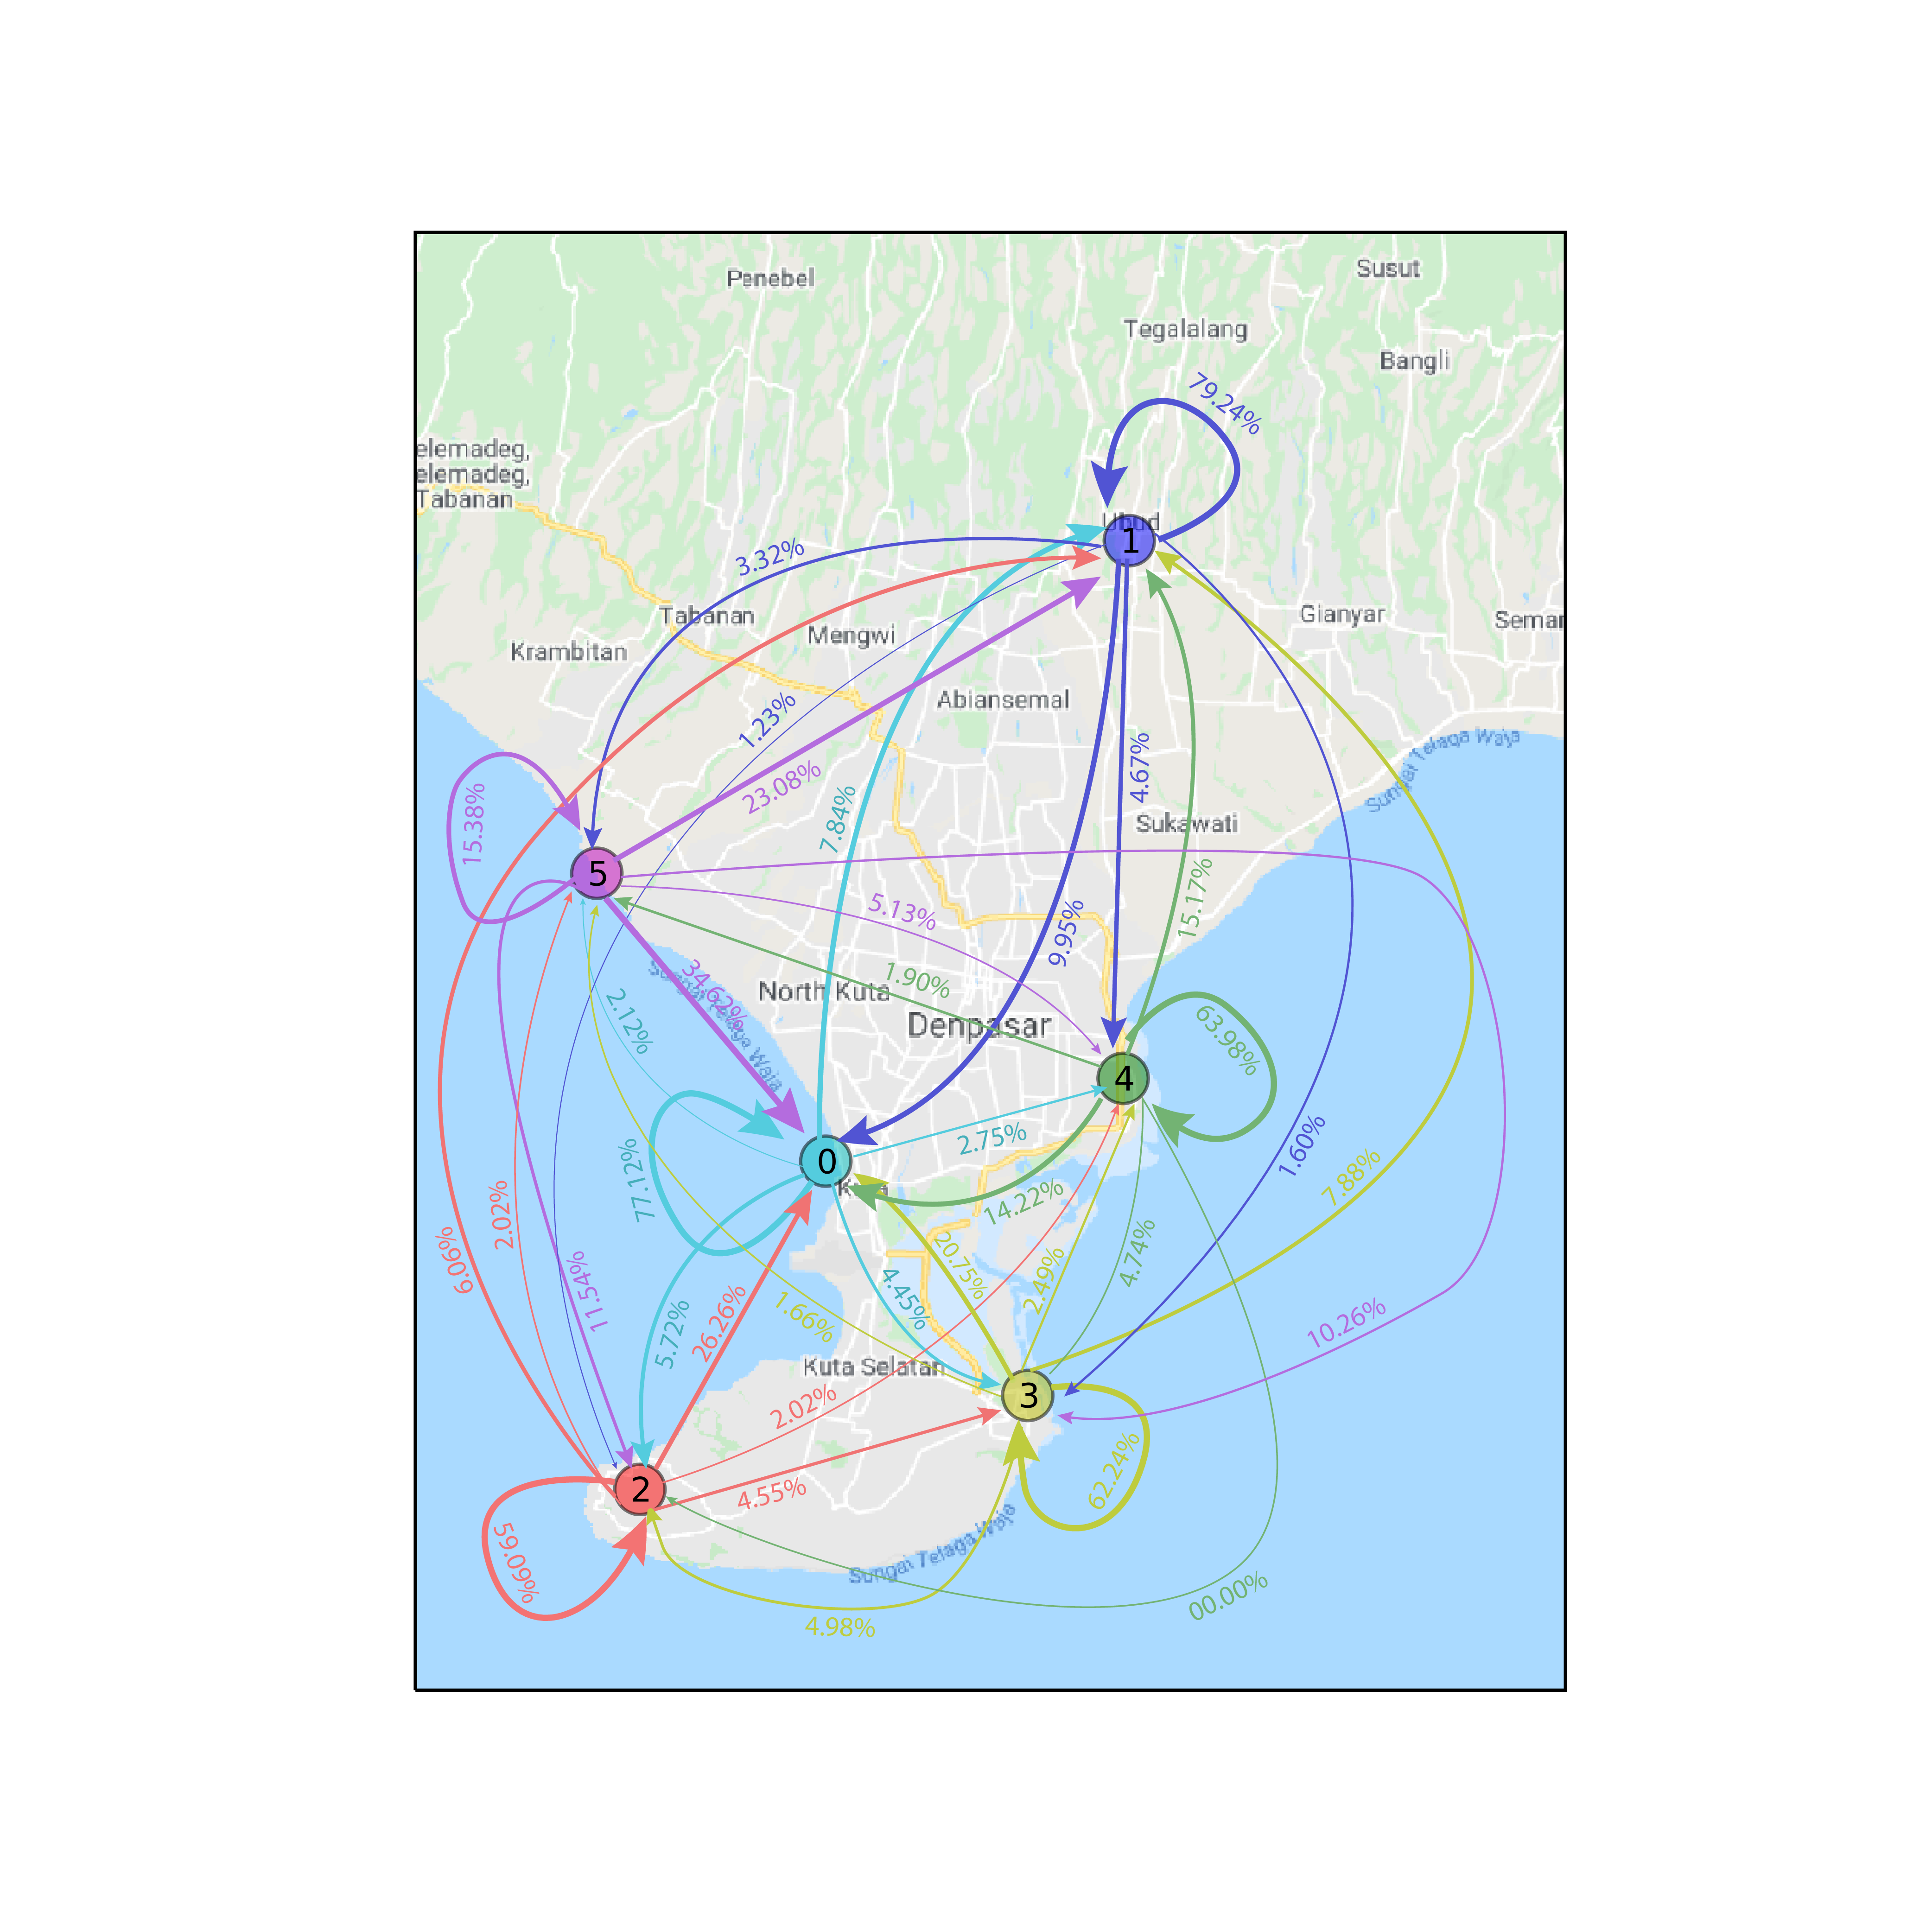 Penebel
Susut
Tegalalang
Bangli
79.24%
elemadeg,
elemadeg,
Tabanan
Ubud
1
3.32%
Tabanan
Gianyar
Semar
Mengwi
Krambitan
1.23%
Abiansemal
4.67%
Sungai Telaga Waja
23.08%
7.84%
15.38%
Sukawati
5
5.13%
15.17%
9.95%
34.62%
1.90%
Sungai Telaga Waja
North Kuta
2.12%
Denpasar
63.98%
4
2.75%
1.60%
0
77.12%
7.88%
14.22%
2.02%
4.74%
6.06%
20.75%
2.49%
11.54%
4.45%
1.66%
5.72%
26.26%
10.26%
Kuta Selatan
3
2.02%
62.24%
2
4.55%
59.09%
Sungai Telaga Waja
00.00%
4.98%